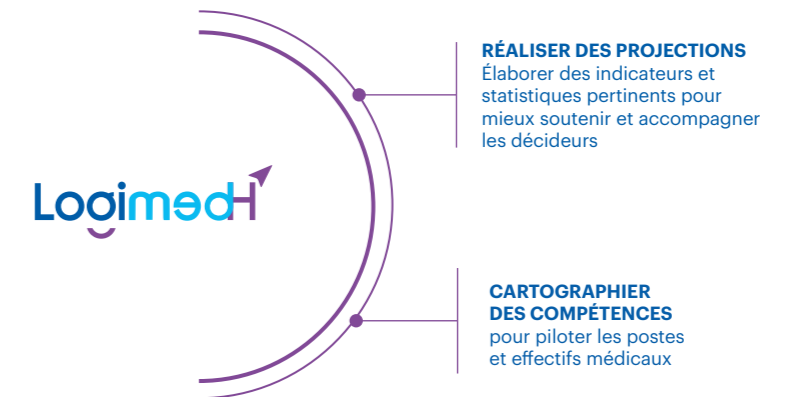 LogimedH
RÉALISER DES PROJECTIONS
Élaborer des indicateurs et
statistiques pertinents pour
mieux soutenir et accompagner
les décideurs
CARTOGRAPHIER
DES COMPÉTENCES
pour piloter les postes
et effectifs médicaux